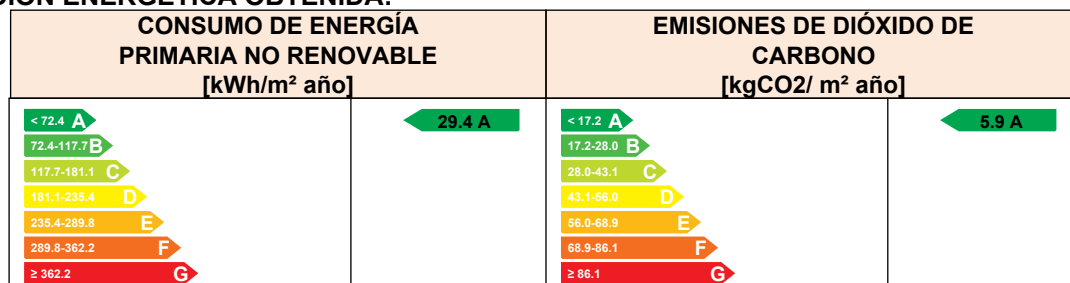 CONSUMO DE ENERGÍA
PRIMARIA NO RENOVABLE
[kWh/m² año]
< 72.4 A
72.4-117.7 B
117.7-181.1 C
181.1-235.4 D
235.4-289.8 E
289.8-362.2 F
≥ 362.2 G
29.4 A
EMISIONES DE DIÓXIDO DE
CARBONO
[kgCO2/ m² año]
< 17.2 A
17.2-28.0 B
28.0-43.1 C
43.1-56.0 D
56.0-68.9 E
68.9-86.1 F
≥ 86.1 G
5.9 A